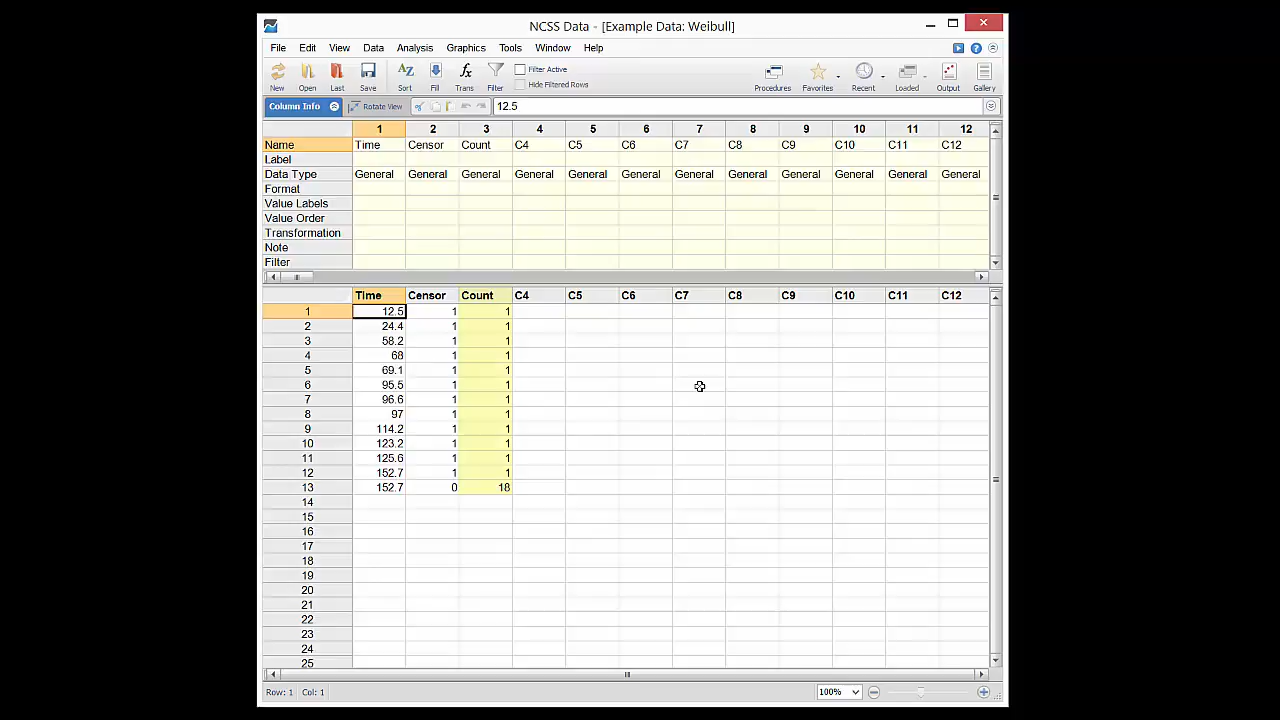 NCSS Data - [Example Data: Weibull]
File Edit View Data Analysis Graphics Tools Window Help
New Open Last Save Sort Fill Trans Filter Filter Active Hide Filtered Rows Procedures Favorites Recent Loaded Output Gallery
Column Info Rotate View 12.5
1 2 3 4 5 6 7 8 9 10 11 12
Name Time Censor Count C4 C5 C6 C7 C8 C9 C10 C11 C12
Label
Data Type General General General General General General General General General General General General
Format
Value Labels
Value Order
Transformation
Note
Filter
Time Censor Count C4 C5 C6 C7 C8 C9 C10 C11 C12
1 12.5 1 1
2 24.4 1 1
3 58.2 1 1
4 68 1 1
5 69.1 1 1
6 95.5 1 1
7 96.6 1 1
8 97 1 1
9 114.2 1 1
10 123.2 1 1
11 125.6 1 1
12 152.7 1 1
13 152.7 0 18
14
15
16
17
18
19
20
21
22
23
24
25
Row: 1 Col: 1 100%